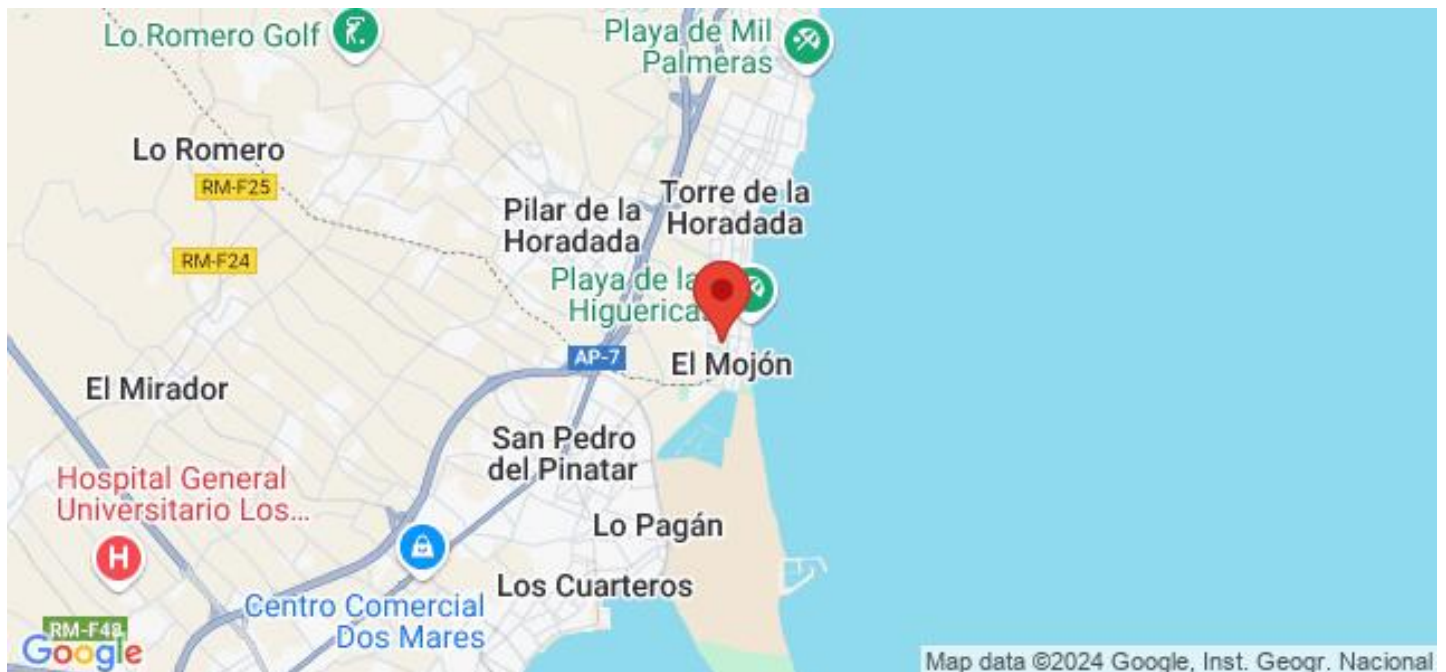 Lo Romero Golf
Playa de Mil
Palmeras
Lo Romero
RM-F25
Torre de la
Horadada
Pilar de la
Horadada
RM-F24
Playa de la
Higuerica
AP-7
El Mojón
El Mirador
San Pedro
del Pinatar
Hospital General
Universitario Los...
Lo Pagán
H
Los Cuarteros
Centro Comercial
Dos Mares
RM-F48
Google
Map data ©2024 Google, Inst. Geogr. Nacional